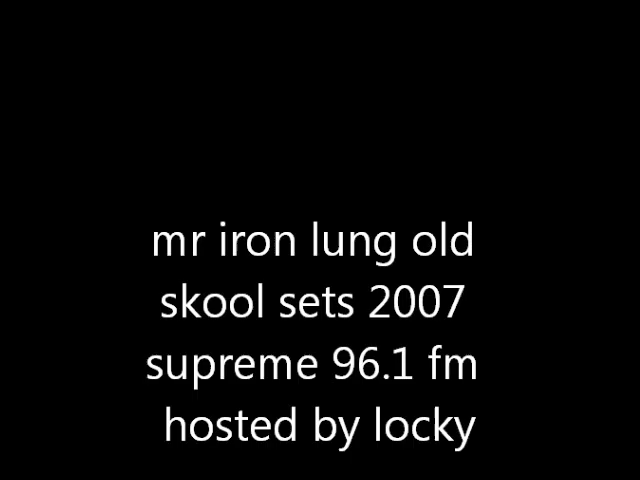 mr iron lung old
skool sets 2007
supreme 96.1 fm
hosted by locky